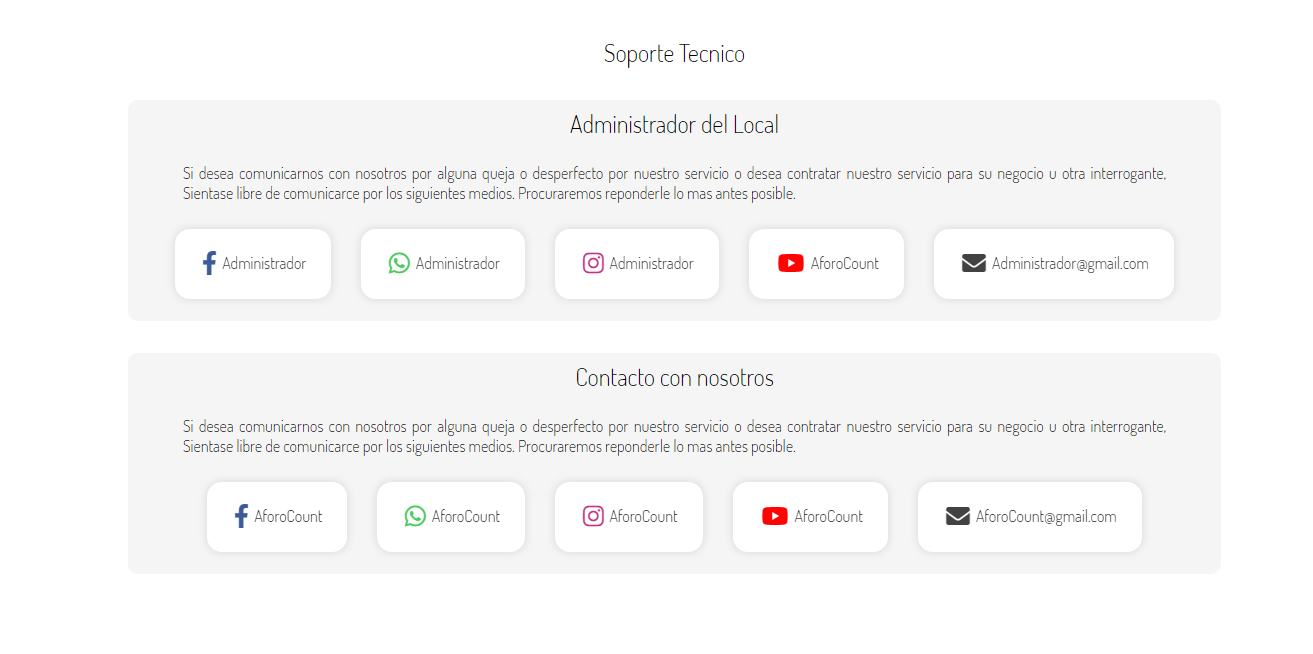 Soporte Tecnico
Administrador del Local
Si desea comunicarnos con nosotros por alguna queja o desperfecto por nuestro servicio o desea contratar nuestro servicio para su negocio u otra interrogante,
Sientase libre de comunicarce por los siguientes medios. Procuraremos reponderle lo mas antes posible.
Administrador Administrador Administrador AforoCount Administrador@gmail.com
Contacto con nosotros
Si desea comunicarnos con nosotros por alguna queja o desperfecto por nuestro servicio o desea contratar nuestro servicio para su negocio u otra interrogante,
Sientase libre de comunicarce por los siguientes medios. Procuraremos reponderle lo mas antes posible.
AforoCount AforoCount AforoCount AforoCount AforoCount@gmail.com